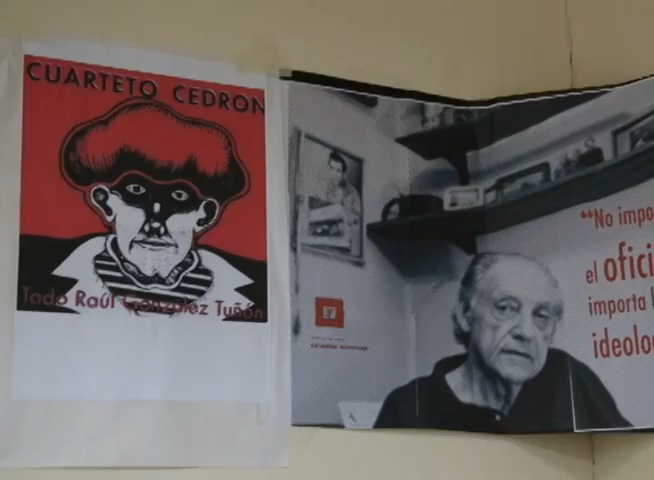 CUARTETO CEDRON
Todo Raúl González Tuñón
“No impo
el ofici
importa l
ideolo